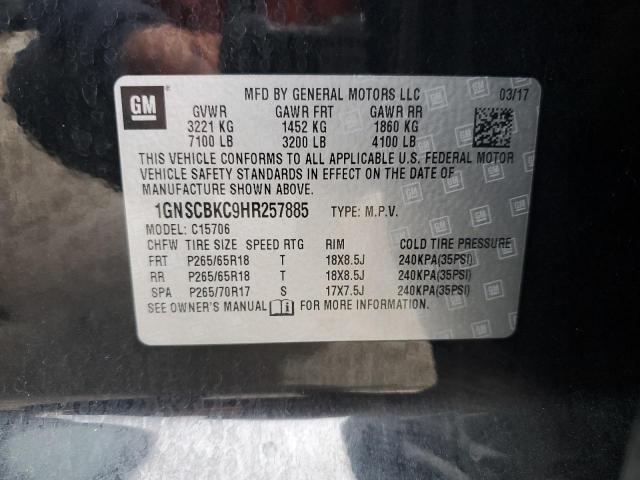 GM
MFD BY GENERAL MOTORS LLC 03/17
GVWR GAWR FRT GAWR RR
3221 KG 1452 KG 1860 KG
7100 LB 3200 LB 4100 LB
THIS VEHICLE CONFORMS TO ALL APPLICABLE U.S. FEDERAL MOTOR
VEHICLE SAFETY STANDARDS IN EFFECT ON THE DATE OF
MANUFACTURE SHOWN ABOVE.
1GNSCBKC9HR257885 TYPE: M.P.V.
MODEL: C15706
CHFW TIRE SIZE SPEED RTG RIM COLD TIRE PRESSURE
FRT P265/65R18 T 18X8.5J 240KPA(35PSI)
RR P265/65R18 T 18X8.5J 240KPA(35PSI)
SPA P265/70R17 S 17X7.5J 240KPA(35PSI)
SEE OWNER'S MANUAL FOR MORE INFORMATION.